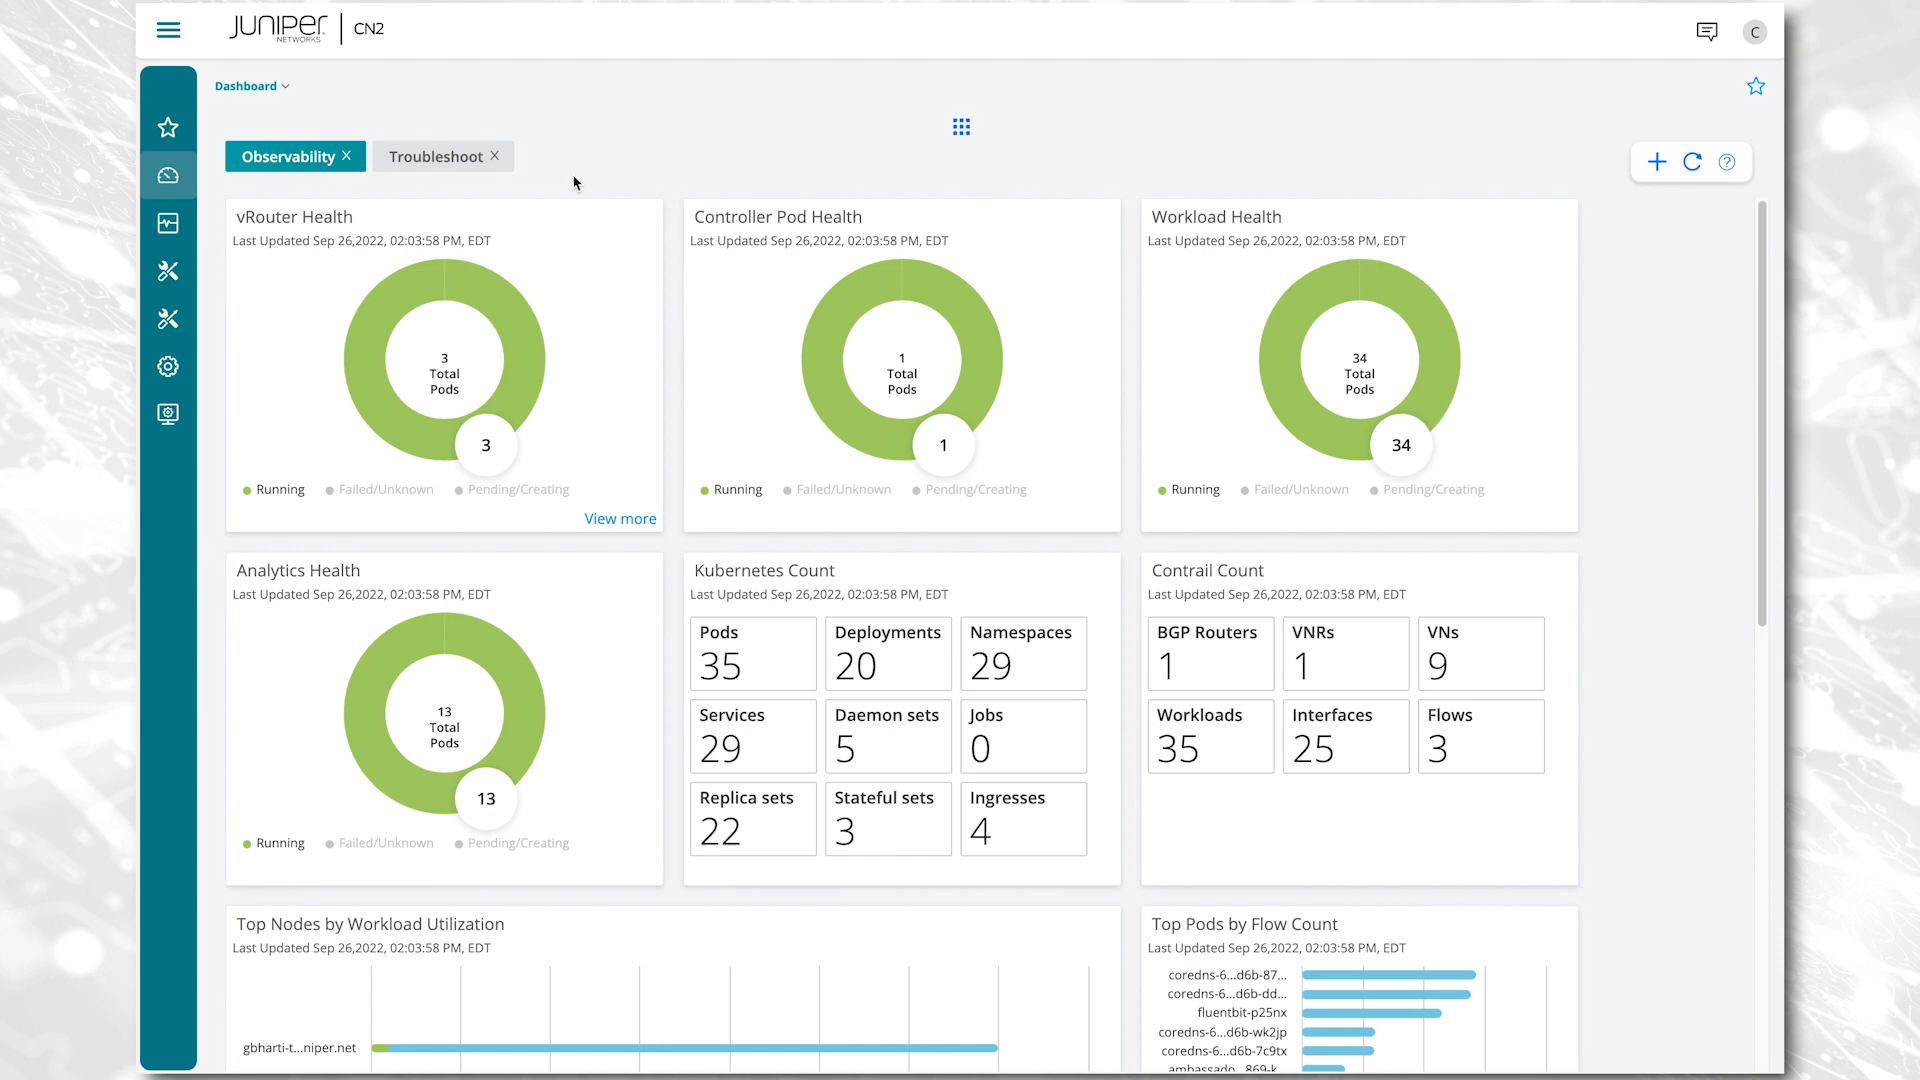 JUNIPER
NETWORKS
CN2
C
Dashboard
Observability X
Troubleshoot X
vRouter Health
Last Updated Sep 26,2022, 02:03:58 PM, EDT
3
Total
Pods
3
Running Failed/Unknown Pending/Creating
View more
Controller Pod Health
Last Updated Sep 26,2022, 02:03:58 PM, EDT
1
Total
Pods
1
Running Failed/Unknown Pending/Creating
Workload Health
Last Updated Sep 26,2022, 02:03:58 PM, EDT
34
Total
Pods
34
Running Failed/Unknown Pending/Creating
Analytics Health
Last Updated Sep 26,2022, 02:03:58 PM, EDT
13
Total
Pods
13
Running Failed/Unknown Pending/Creating
Kubernetes Count
Last Updated Sep 26,2022, 02:03:58 PM, EDT
Pods
35
Deployments
20
Namespaces
29
Services
29
Daemon sets
5
Jobs
0
Replica sets
22
Stateful sets
3
Ingresses
4
Contrail Count
Last Updated Sep 26,2022, 02:03:58 PM, EDT
BGP Routers
1
VNRs
1
VNs
9
Workloads
35
Interfaces
25
Flows
3
Top Nodes by Workload Utilization
Last Updated Sep 26,2022, 02:03:58 PM, EDT
gbharti-t...niper.net
Top Pods by Flow Count
Last Updated Sep 26,2022, 02:03:58 PM, EDT
coredns-6...d6b-87...
coredns-6...d6b-dd...
fluentbit-p25nx
coredns-6...d6b-wk2jp
coredns-6...d6b-7c9tx
ambassado...869-k...